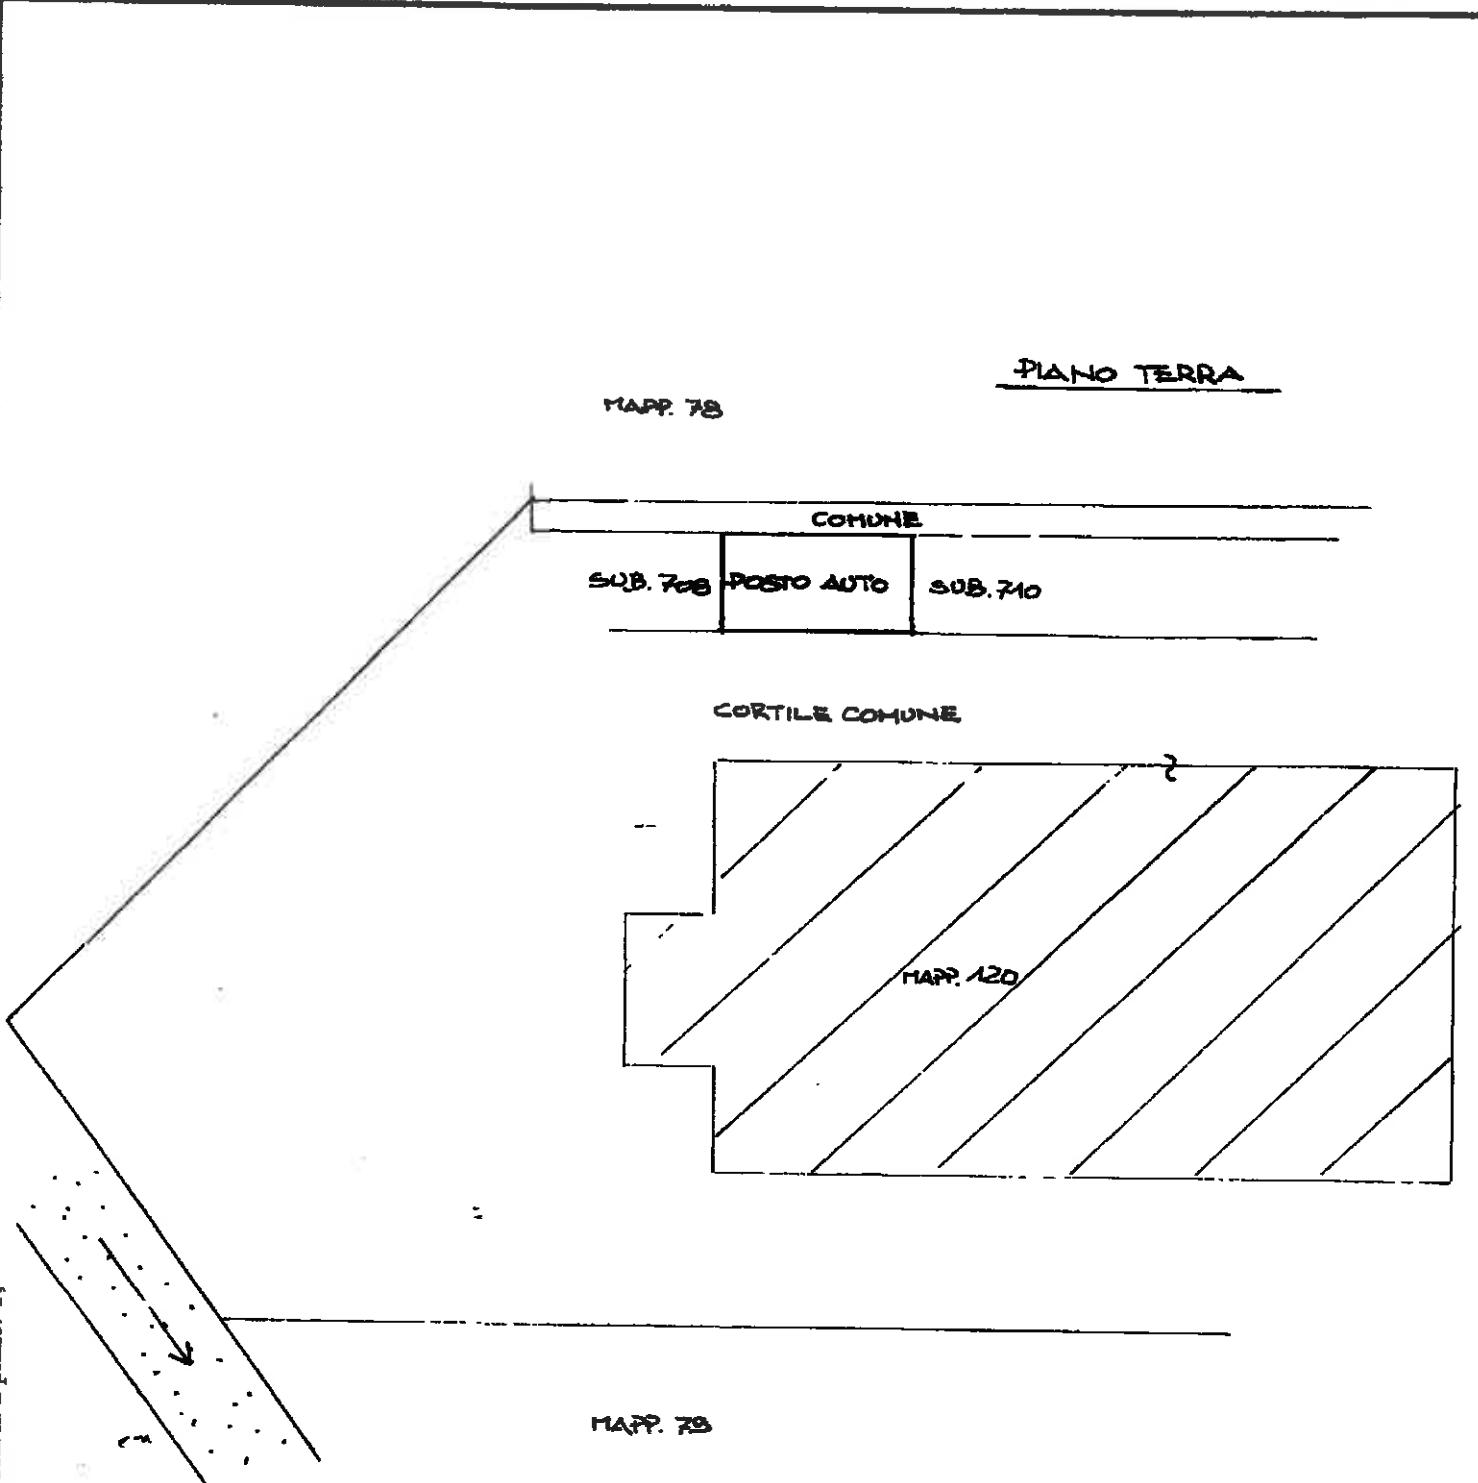 PIANO TERRA
MAPP. 78
COMUNE
SUB. 708 POSTO AUTO SUB. 710
CORTILE COMUNE
MAPP. 120
MAPP. 79